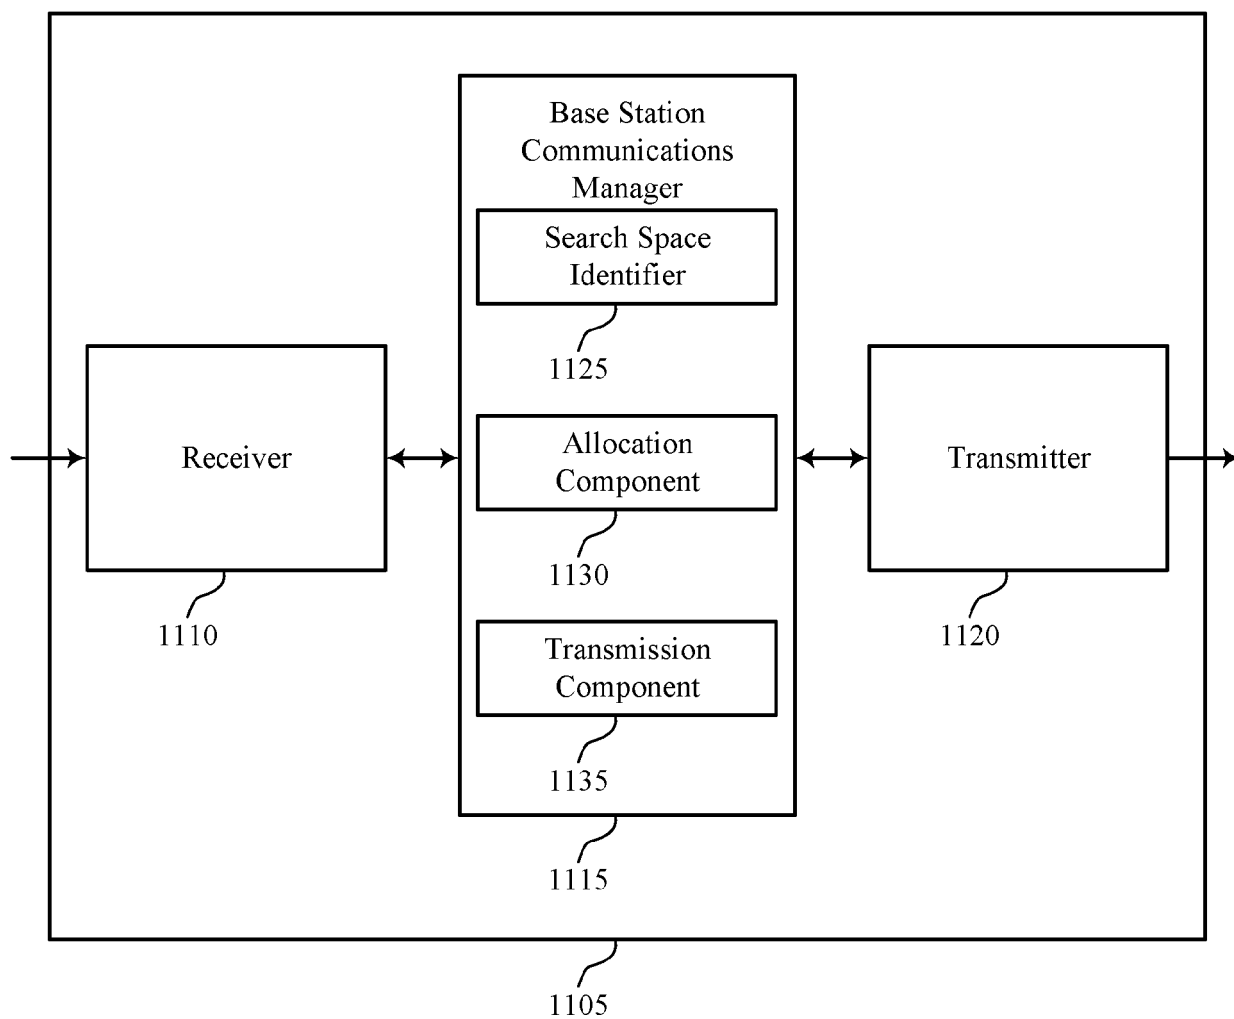 Base Station
Communications
Manager
Search Space
Identifier
1125
Receiver
1110
Allocation
Component
1130
Transmission
Component
1135
1115
Transmitter
1120
1105